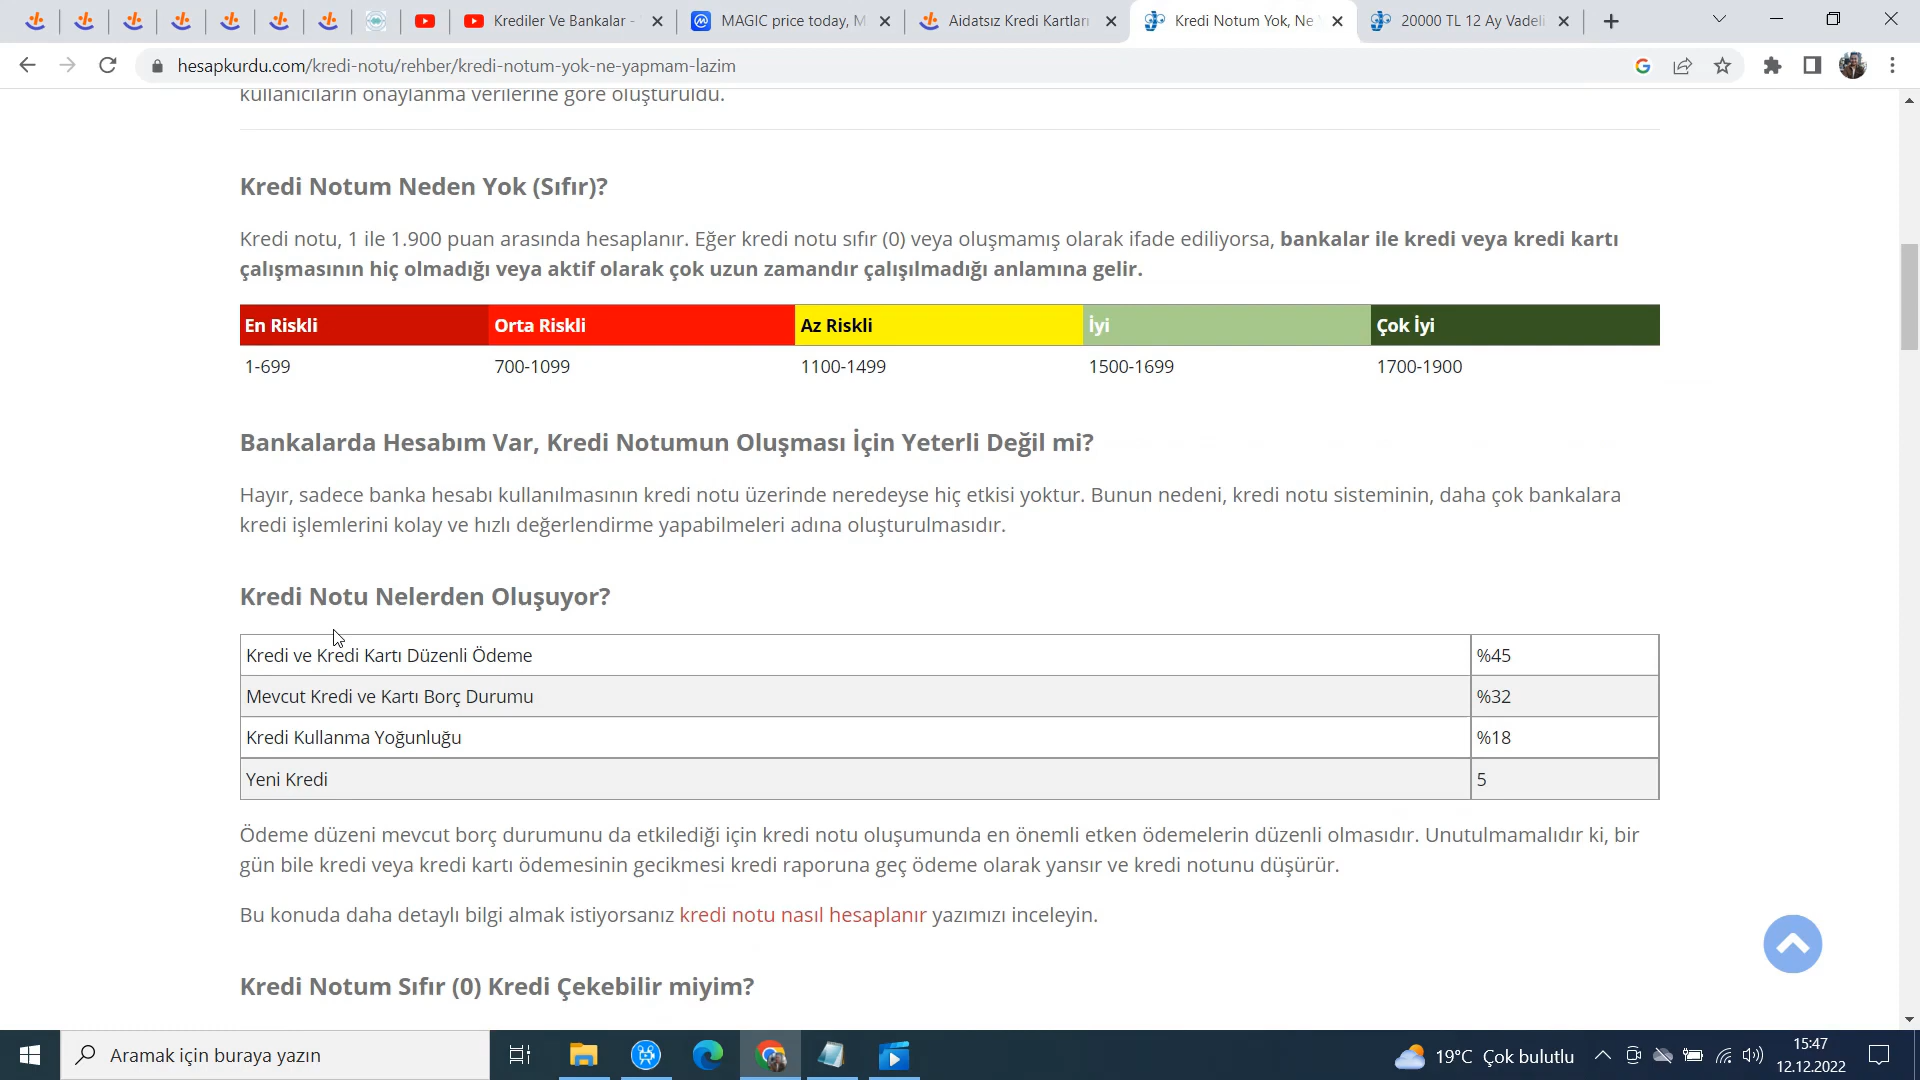 Krediler Ve Bankalar -
MAGIC price today, M
Aidatsız Kredi Kartları
Kredi Notum Yok, Ne
20000 TL 12 Ay Vadeli
hesapkurdu.com/kredi-notu/rehber/kredi-notum-yok-ne-yapmam-lazim
kullanıcıların onaylanma verilerine göre oluşturuldu.
Kredi Notum Neden Yok (Sıfır)?
Kredi notu, 1 ile 1.900 puan arasında hesaplanır. Eğer kredi notu sıfır (0) veya oluşmamış olarak ifade ediliyorsa, bankalar ile kredi veya kredi kartı
çalışmasının hiç olmadığı veya aktif olarak çok uzun zamandır çalışılmadığı anlamına gelir.
En Riskli Orta Riskli Az Riskli İyi Çok İyi
1-699 700-1099 1100-1499 1500-1699 1700-1900
Bankalarda Hesabım Var, Kredi Notumun Oluşması İçin Yeterli Değil mi?
Hayır, sadece banka hesabı kullanılmasının kredi notu üzerinde neredeyse hiç etkisi yoktur. Bunun nedeni, kredi notu sisteminin, daha çok bankalara
kredi işlemlerini kolay ve hızlı değerlendirme yapabilmeleri adına oluşturulmasıdır.
Kredi Notu Nelerden Oluşuyor?
Kredi ve Kredi Kartı Düzenli Ödeme %45
Mevcut Kredi ve Kartı Borç Durumu %32
Kredi Kullanma Yoğunluğu %18
Yeni Kredi 5
Ödeme düzeni mevcut borç durumunu da etkilediği için kredi notu oluşumunda en önemli etken ödemelerin düzenli olmasıdır. Unutulmamalıdır ki, bir
gün bile kredi veya kredi kartı ödemesinin gecikmesi kredi raporuna geç ödeme olarak yansır ve kredi notunu düşürür.
Bu konuda daha detaylı bilgi almak istiyorsanız kredi notu nasıl hesaplanır yazımızı inceleyin.
Kredi Notum Sıfır (0) Kredi Çekebilir miyim?
Aramak için buraya yazın
19°C Çok bulutlu
15:47
12.12.2022